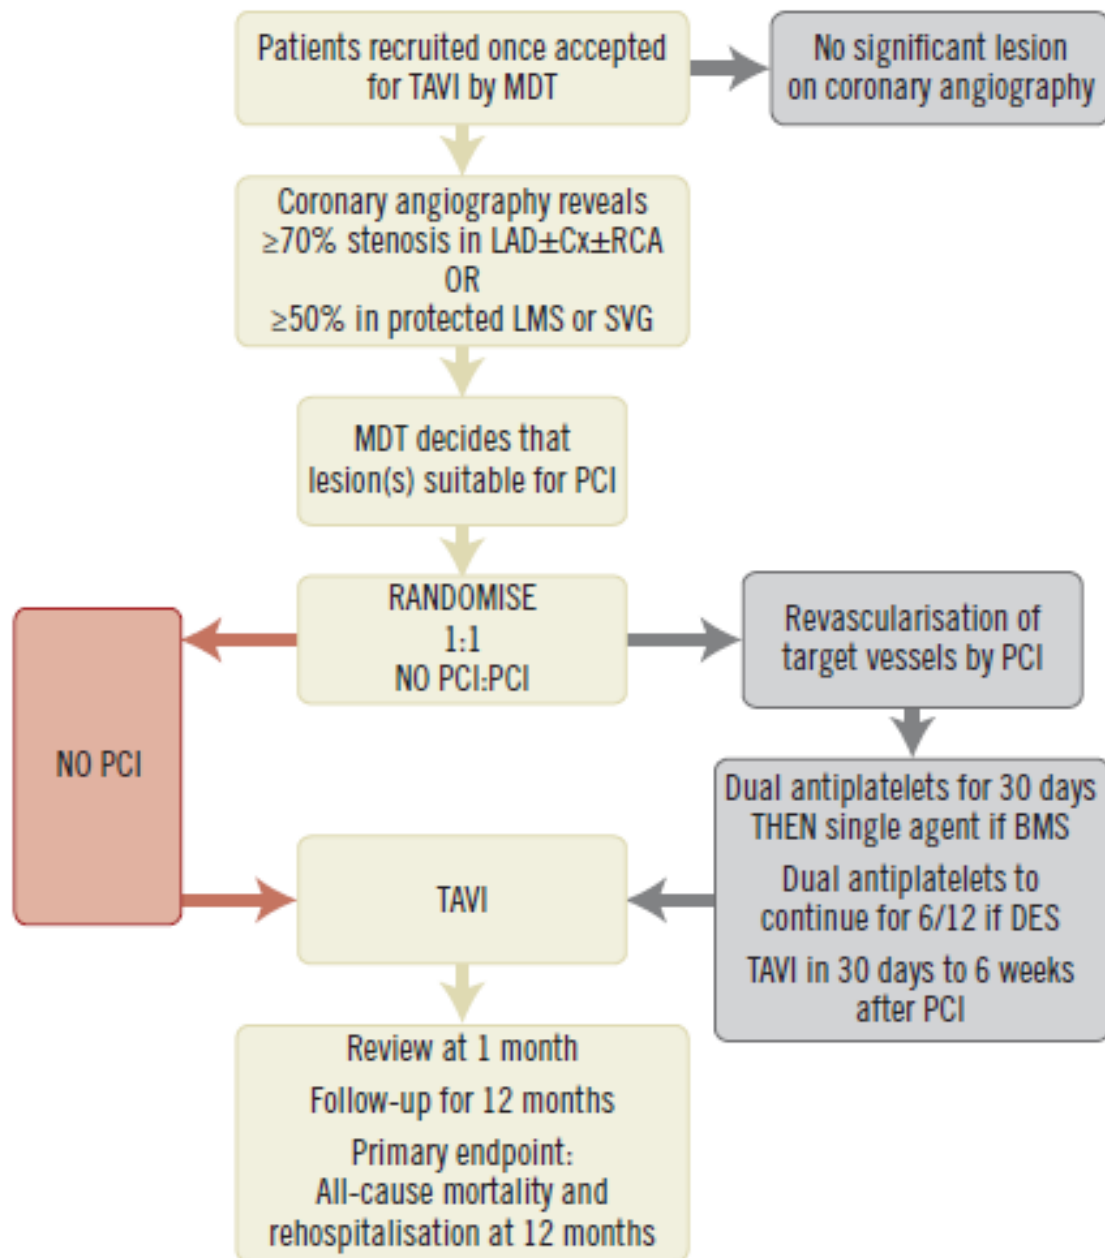 Patients recruited once accepted
for TAVI by MDT
No significant lesion
on coronary angiography
Coronary angiography reveals
≥70% stenosis in LAD±Cx±RCA
OR
≥50% in protected LMS or SVG
MDT decides that
lesion(s) suitable for PCI
RANDOMISE
1:1
NO PCI:PCI
Revascularisation of
target vessels by PCI
NO PCI
Dual antiplatelets for 30 days
THEN single agent if BMS
Dual antiplatelets to
continue for 6/12 if DES
TAVI in 30 days to 6 weeks
after PCI
TAVI
Review at 1 month
Follow-up for 12 months
Primary endpoint:
All-cause mortality and
rehospitalisation at 12 months